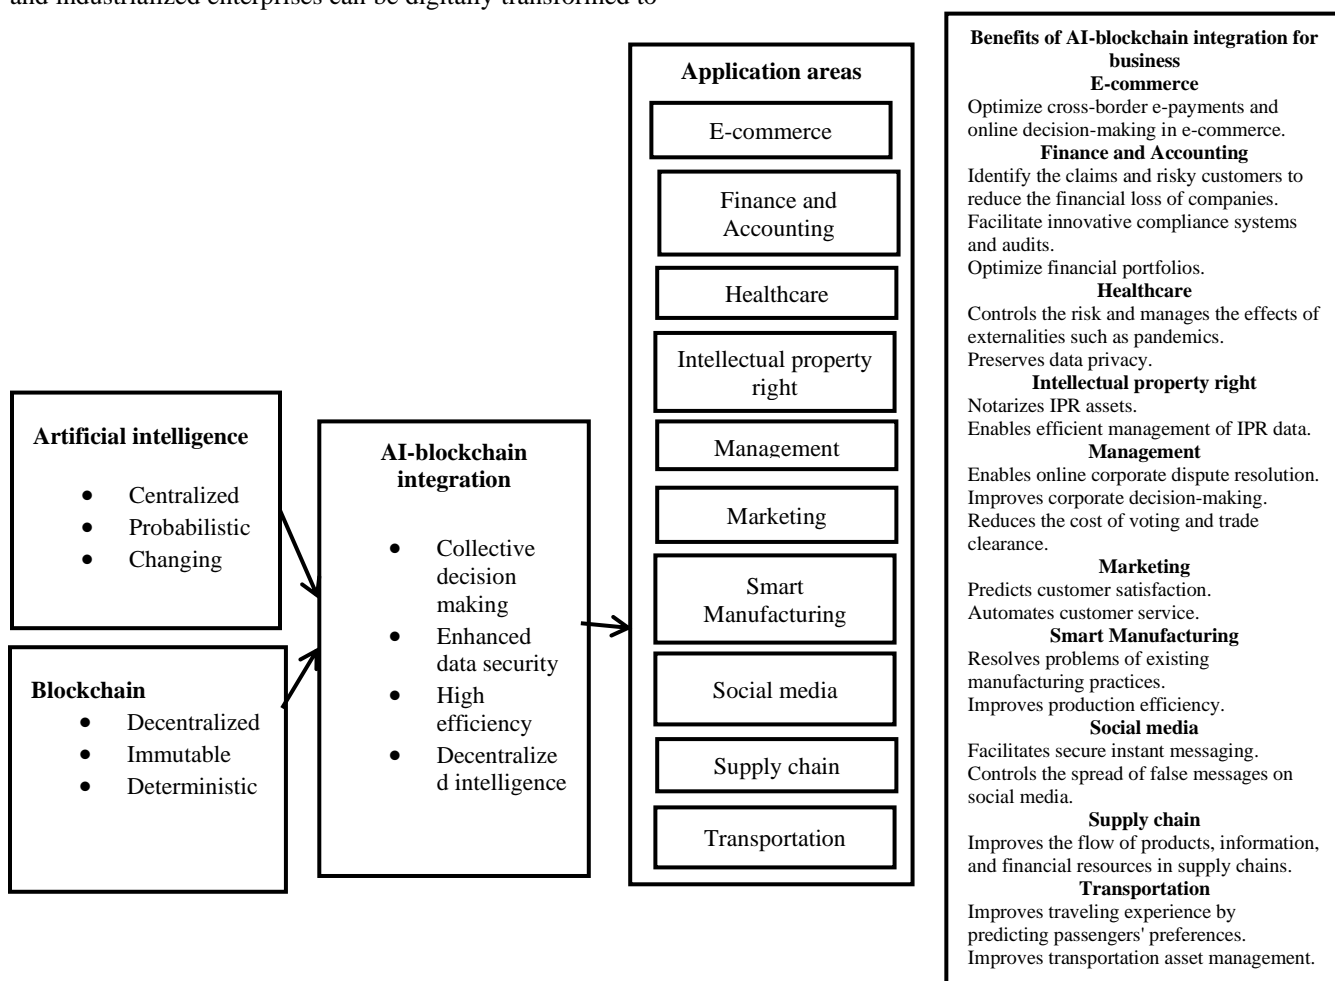 and industrialized enterprises can be digitally transformed to
Artificial intelligence
• Centralized
• Probabilistic
• Changing
Blockchain
• Decentralized
• Immutable
• Deterministic
AI-blockchain
integration
• Collective
decision
making
• Enhanced
data security
• High
efficiency
• Decentralize
d intelligence
Application areas
E-commerce
Finance and
Accounting
Healthcare
Intellectual property
right
Management
Marketing
Smart
Manufacturing
Social media
Supply chain
Transportation
Benefits of AI-blockchain integration for
business
E-commerce
Optimize cross-border e-payments and
online decision-making in e-commerce.
Finance and Accounting
Identify the claims and risky customers to
reduce the financial loss of companies.
Facilitate innovative compliance systems
and audits.
Optimize financial portfolios.
Healthcare
Controls the risk and manages the effects of
externalities such as pandemics.
Preserves data privacy.
Intellectual property right
Notarizes IPR assets.
Enables efficient management of IPR data.
Management
Enables online corporate dispute resolution.
Improves corporate decision-making.
Reduces the cost of voting and trade
clearance.
Marketing
Predicts customer satisfaction.
Automates customer service.
Smart Manufacturing
Resolves problems of existing
manufacturing practices.
Improves production efficiency.
Social media
Facilitates secure instant messaging.
Controls the spread of false messages on
social media.
Supply chain
Improves the flow of products, information,
and financial resources in supply chains.
Transportation
Improves traveling experience by
predicting passengers' preferences.
Improves transportation asset management.